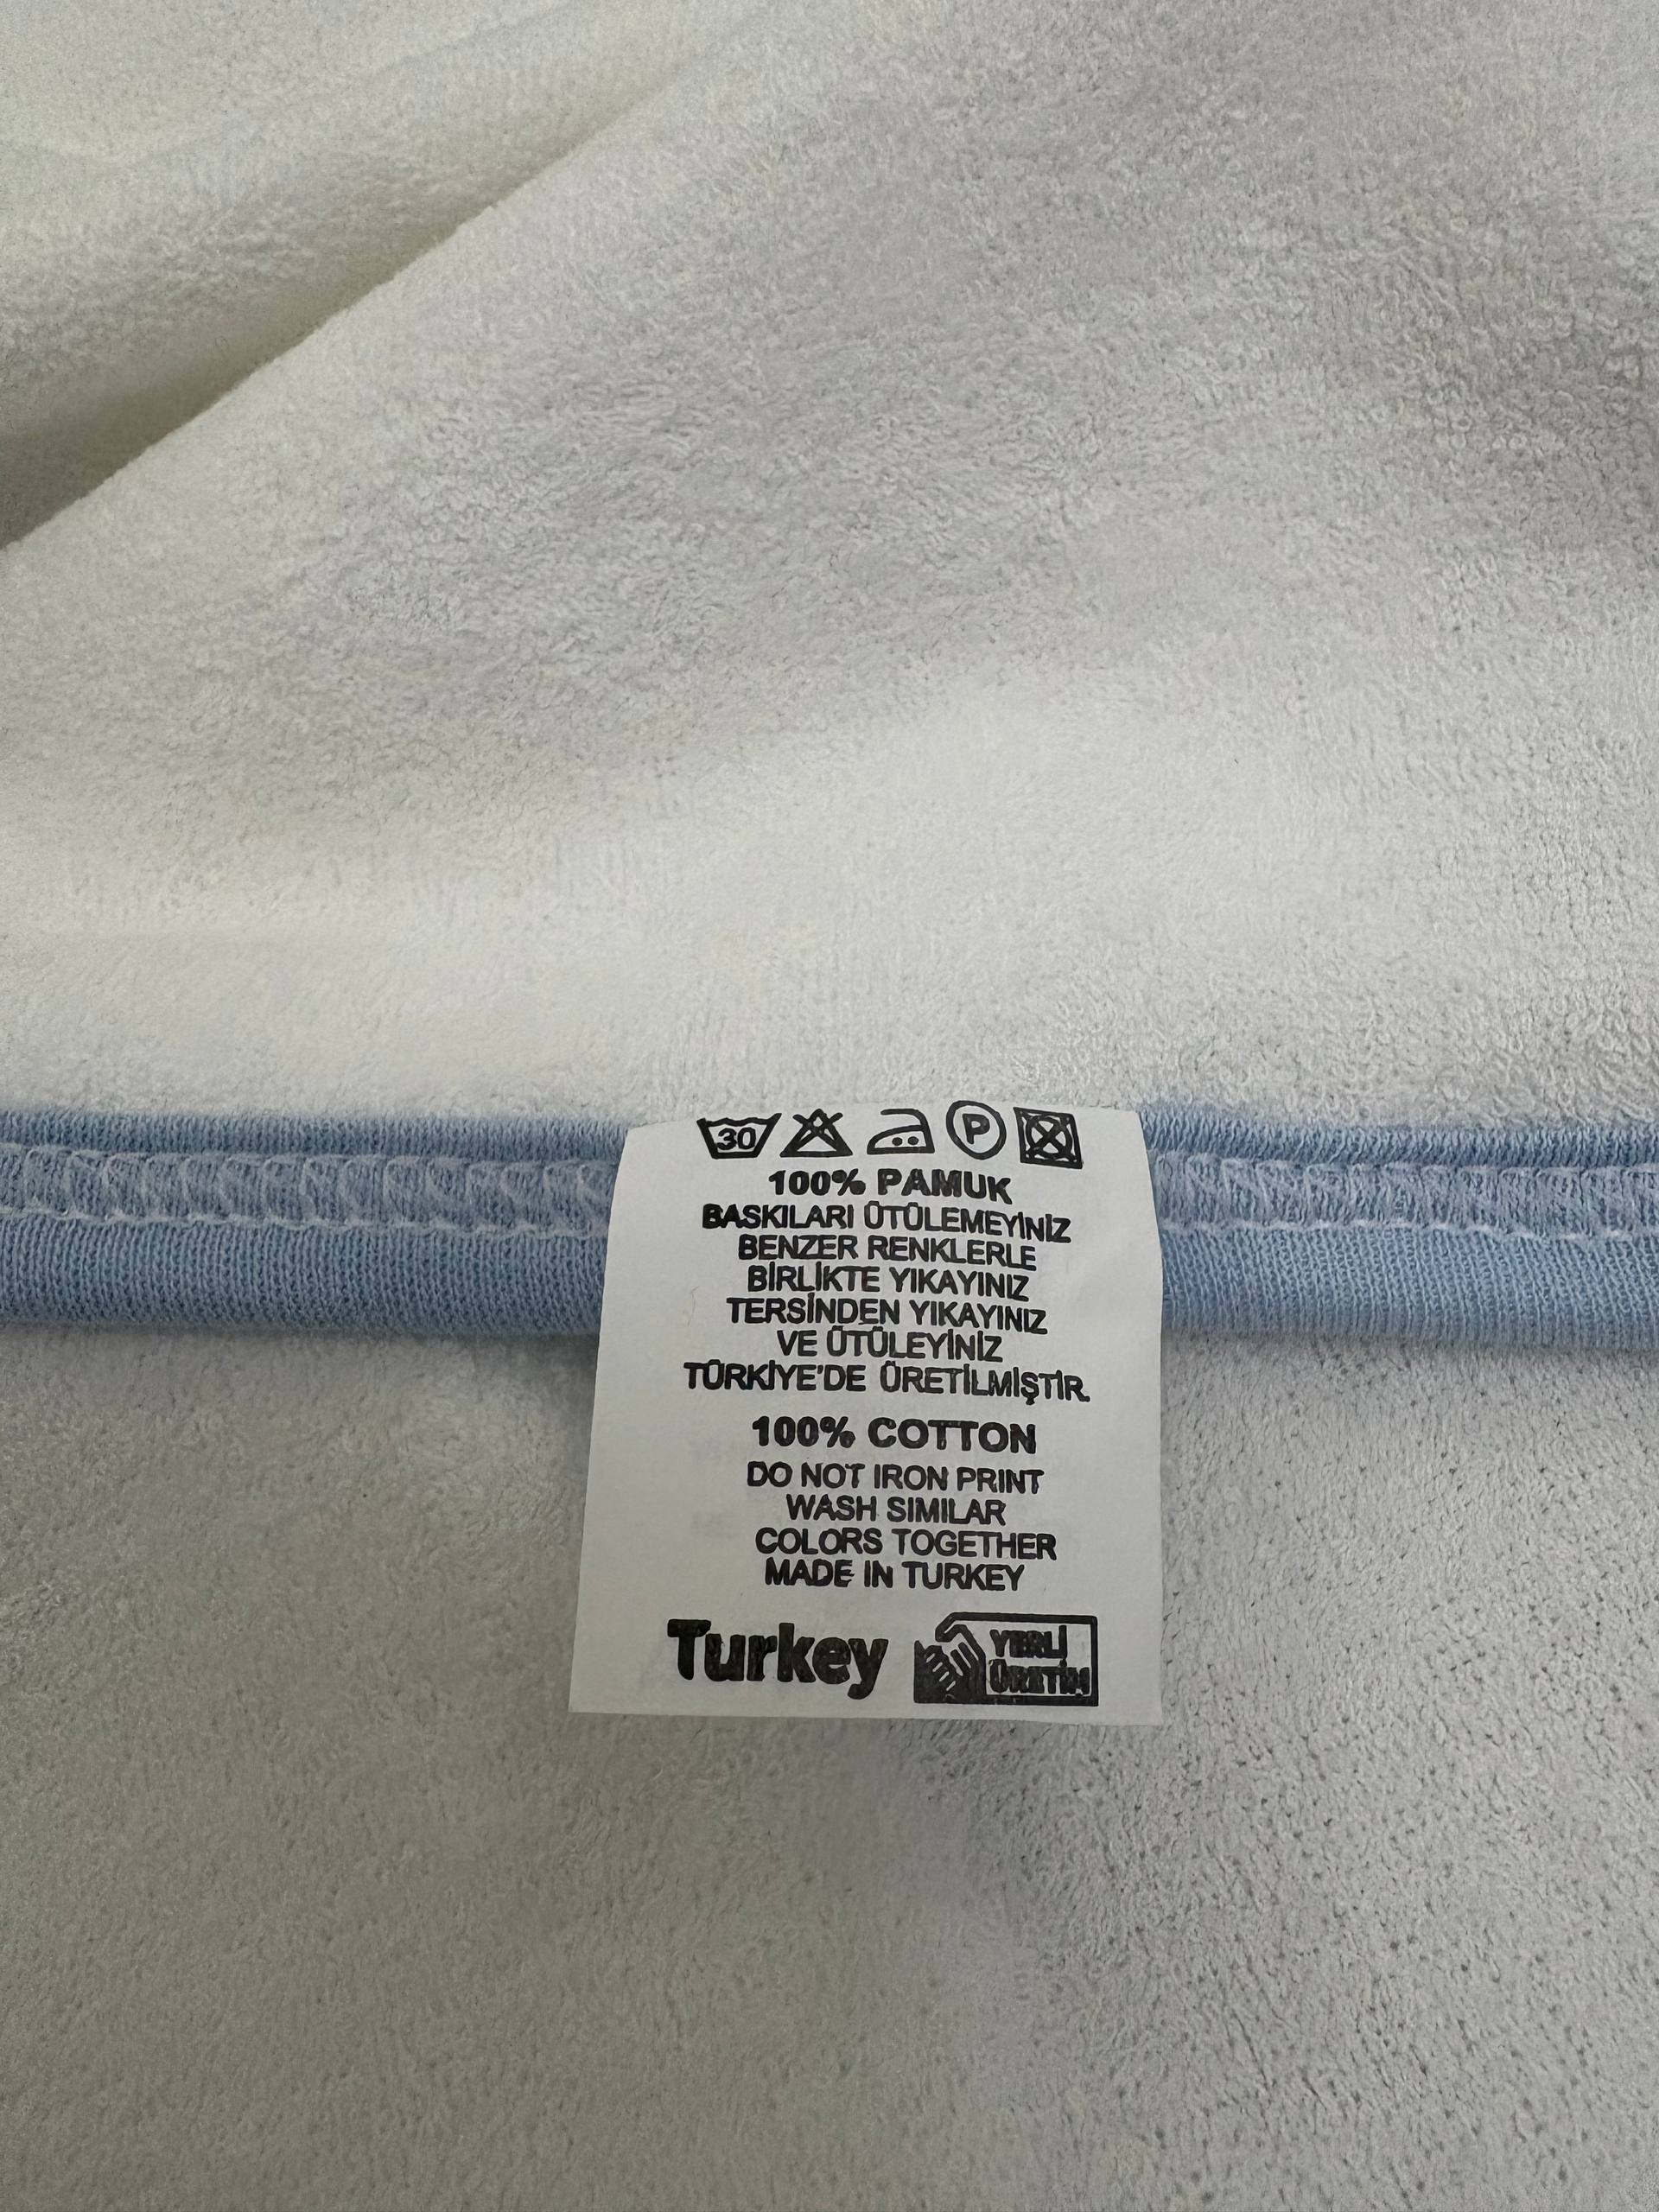 30 P
100% PAMUK
BASKILARI ÜTÜLEMEYİNİZ
BENZER RENKLERLE
BİRLİKTE YIKAYINIZ
TERSİNDEN YIKAYINIZ
VE ÜTÜLEYİNİZ
TÜRKİYE'DE ÜRETİLMİŞTİR.
100% COTTON
DO NOT IRON PRINT
WASH SIMILAR
COLORS TOGETHER
MADE IN TURKEY
Turkey
YERLİ
ÜRETİM